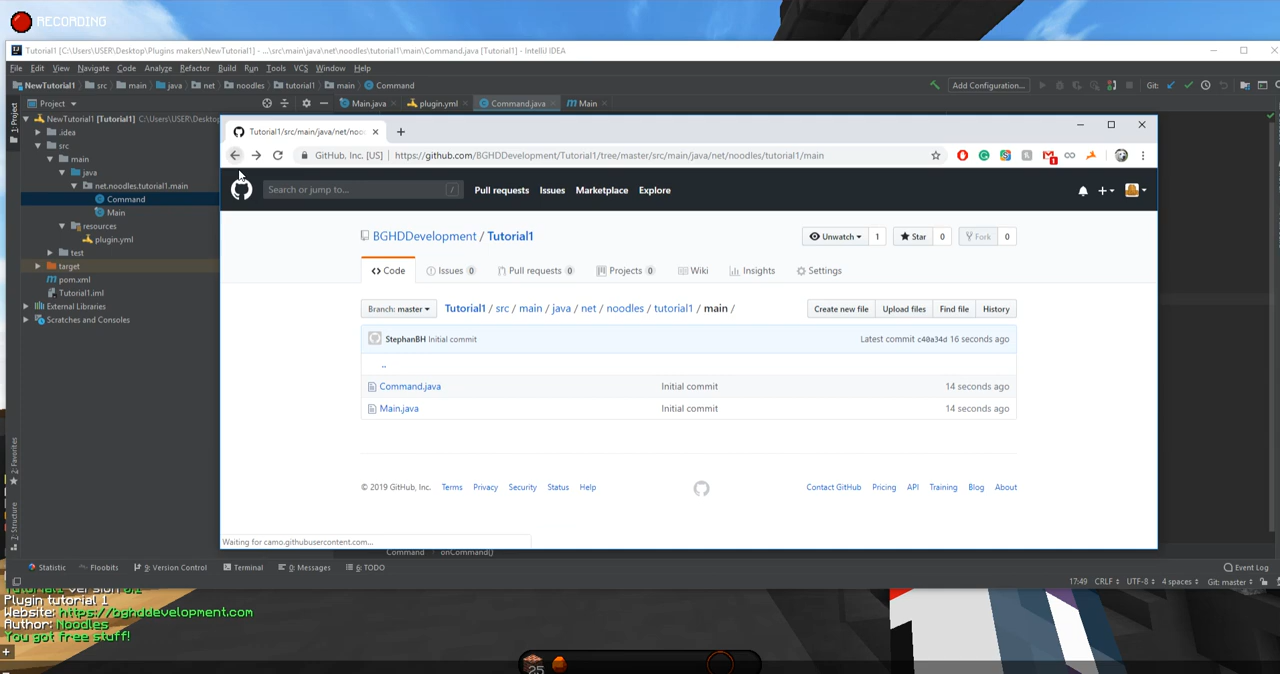 RECORDING
Tutorial1 [C:\Users\USER\Desktop\Plugins makers\NewTutorial1] - ...\src\main\java\net\noodles\tutorial1\main\Command.java [Tutorial1] - IntelliJ IDEA
File Edit View Navigate Code Analyze Refactor Build Run Tools VCS Window Help
NewTutorial1 src main java net noodles tutorial1 main Command Add Configuration... Git:
1: Project Project Main.java plugin.yml Command.java Main
NewTutorial1 [Tutorial1] C:\Users\USER\Desktop
.idea
src
main
java
net.noodles.tutorial1.main
Command
Main
resources
plugin.yml
test
target
pom.xml
Tutorial1.iml
External Libraries
Scratches and Consoles
2: Favorites
Z: Structure
Tutorial1/src/main/java/net/noo
GitHub, Inc. [US] https://github.com/BGHDDevelopment/Tutorial1/tree/master/src/main/java/net/noodles/tutorial1/main
Search or jump to... / Pull requests Issues Marketplace Explore
BGHDDevelopment / Tutorial1 Unwatch 1 Star 0 Fork 0
Code Issues 0 Pull requests 0 Projects 0 Wiki Insights Settings
Branch: master Tutorial1 / src / main / java / net / noodles / tutorial1 / main / Create new file Upload files Find file History
StephanBH Initial commit Latest commit c40a34d 16 seconds ago
..
Command.java Initial commit 14 seconds ago
Main.java Initial commit 14 seconds ago
© 2019 GitHub, Inc. Terms Privacy Security Status Help Contact GitHub Pricing API Training Blog About
Waiting for camo.githubusercontent.com...
Command onCommand()
Statistic Floobits 9: Version Control Terminal 0: Messages 6: TODO Event Log
17:49 CRLF UTF-8 4 spaces Git: master
Plugin tutorial 1
Website: https://bghddevelopment.com
Author: Noodles
You got free stuff!
+
25